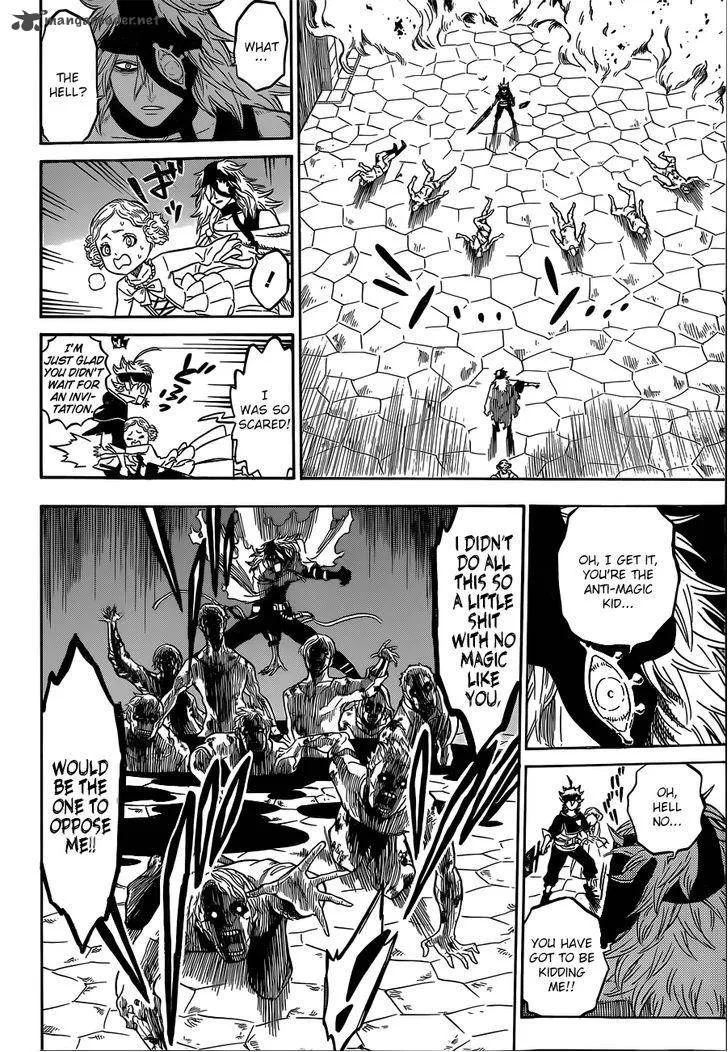 mangareader.net
WHAT
...
THE
HELL?
!
I WAS
SO
SCARED!
I'M
JUST GLAD
YOU DIDN'T
WAIT FOR
AN INVI-
TATION.
OH, I GET IT,
YOU'RE THE
ANTI-MAGIC
KID...
OH,
HELL
NO...
YOU HAVE
GOT TO BE
KIDDING
ME!!
I DIDN'T
DO ALL
THIS SO
A LITTLE
SHIT
WITH NO
MAGIC
LIKE
YOU,
WOULD
BE THE
ONE TO
OPPOSE
ME!!